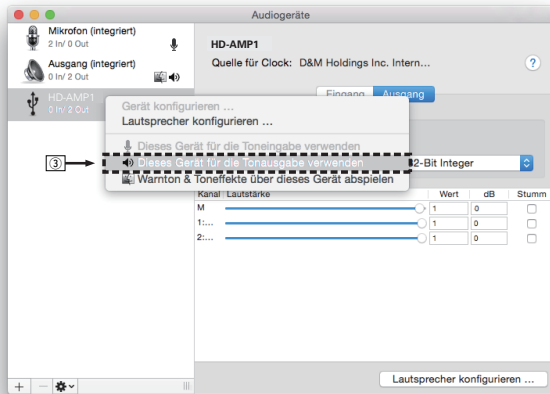 Audiogeräte
Mikrofon (integriert)
2 In/ 0 Out
Ausgang (integriert)
0 In/ 2 Out
HD-AMP1
0 In/ 2 Out
HD-AMP1
Quelle für Clock: D&M Holdings Inc. Intern...
?
Eingang Ausgang
Gerät konfigurieren ...
Lautsprecher konfigurieren ...
Dieses Gerät für die Toneingabe verwenden
③
Dieses Gerät für die Tonausgabe verwenden
Warnton & Toneffekte über dieses Gerät abspielen
2-Bit Integer
Kanal Lautstärke Wert dB Stumm
M 1 0
1:... 1 0
2:... 1 0
Lautsprecher konfigurieren ...